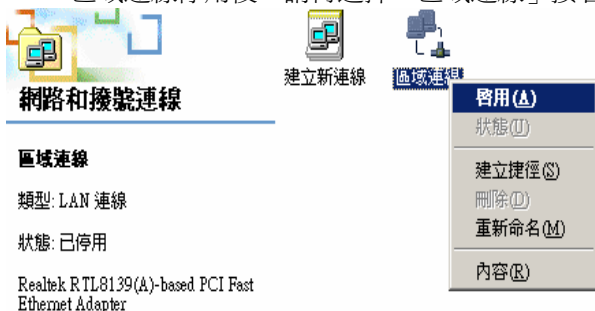 建立新連線
區域連線
網路和撥號連線
啓用(A)
狀態(U)
建立捷徑(S)
刪除(D)
重新命名(M)
內容(R)
區域連線
類型: LAN 連線
狀態: 已停用
Realtek RTL8139(A)-based PCI Fast
Ethernet Adapter